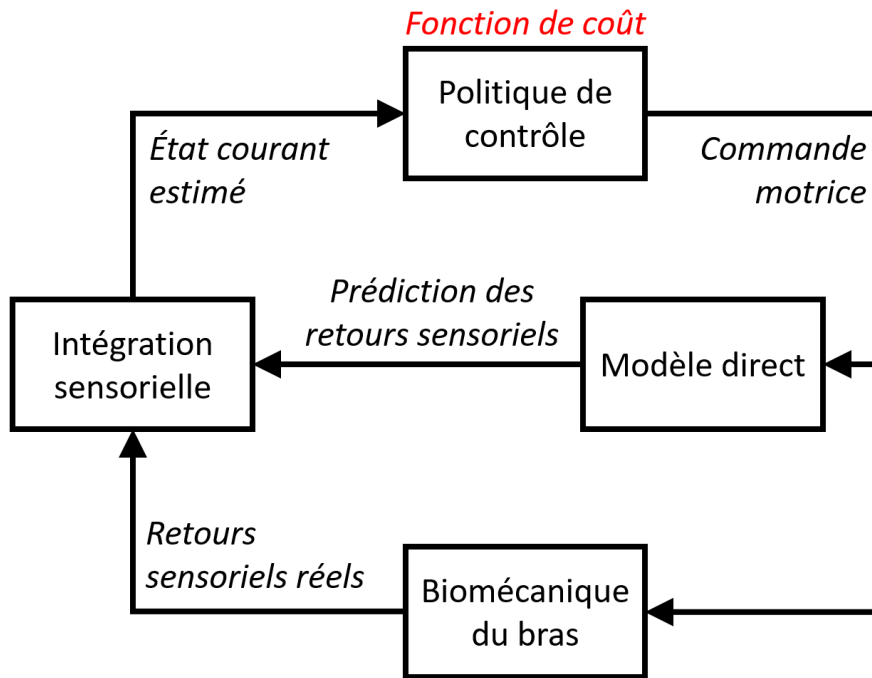 Fonction de coût
Politique de
contrôle
État courant
estimé
Commande
motrice
Prédiction des
retours sensoriels
Intégration
sensorielle
Modèle direct
Retours
sensoriels réels
Biomécanique
du bras